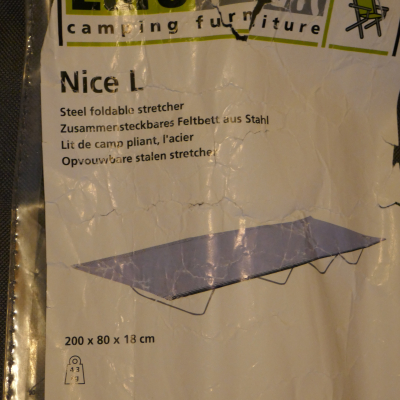 camping furniture
Nice L
Steel foldable stretcher
Zusammensteckbares Feltbett aus Stahl
Lit de camp pliant, l'acier
Opvouwbare stalen stretcher
200 x 80 x 18 cm